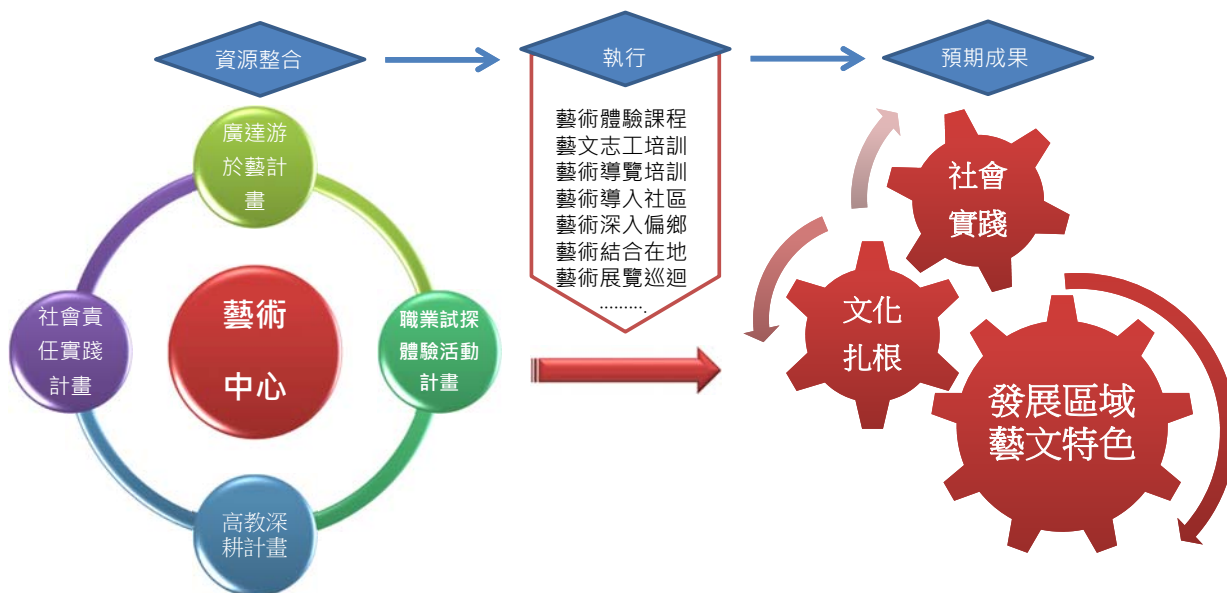 資源整合
執行
預期成果
廣達游
於藝計
畫
社會責
任實踐
計畫
藝術
中心
職業試探
體驗活動
計畫
高教深
耕計畫
藝術體驗課程
藝文志工培訓
藝術導覽培訓
藝術導入社區
藝術深入偏鄉
藝術結合在地
藝術展覽巡迴
.........
社會
實踐
文化
扎根
發展區域
藝文特色